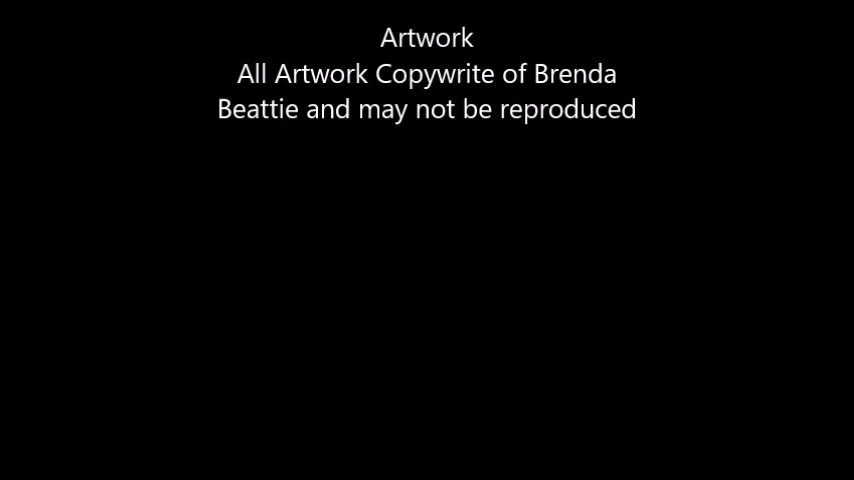 Artwork
All Artwork Copywrite of Brenda
Beattie and may not be reproduced